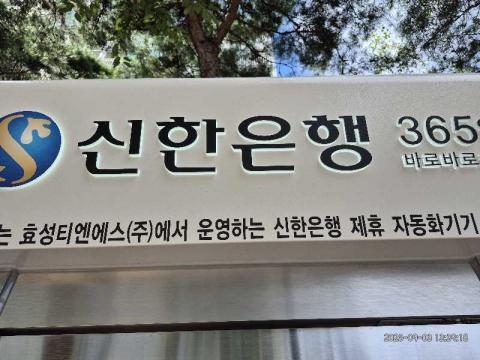 신한은행 365
바로바로
는 효성티엔에스(주)에서 운영하는 신한은행 제휴 자동화기기